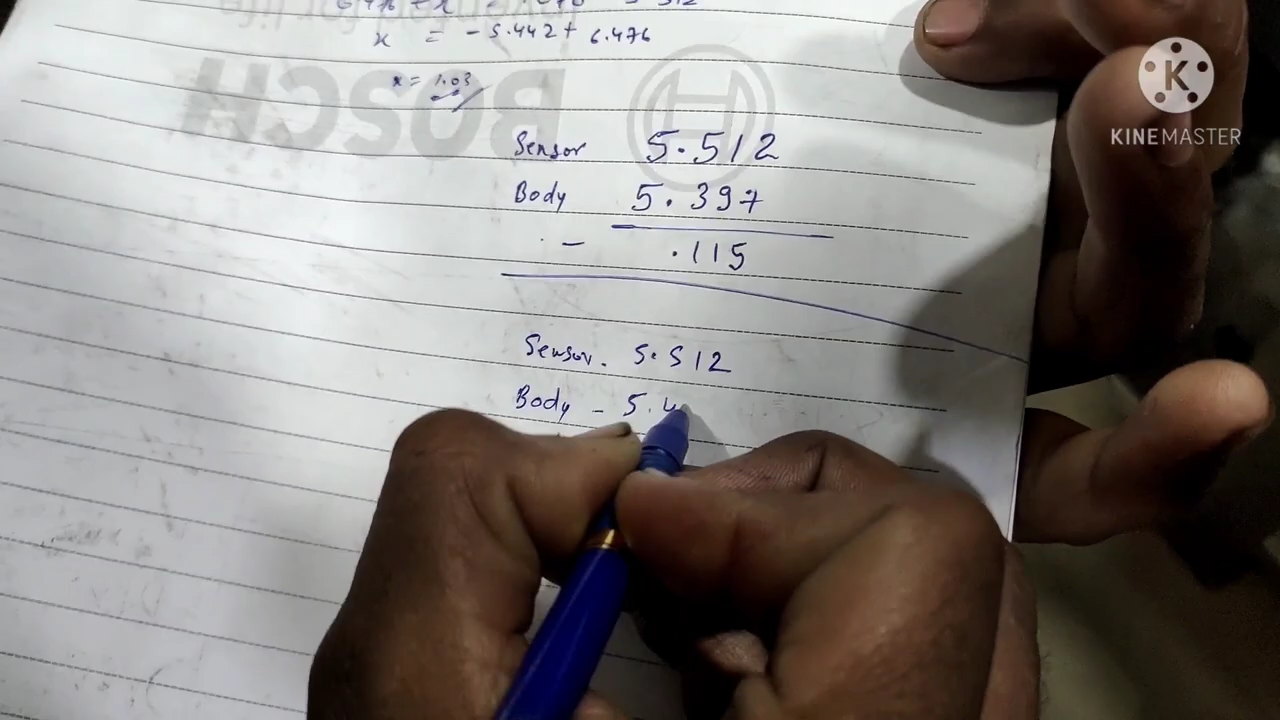 x = - 5.442 + 6.476
x = 1.03
Sensor 5.512
Body 5.397
- .115
Sensor. 5.512
Body - 5.4
KINEMASTER
BOSCH